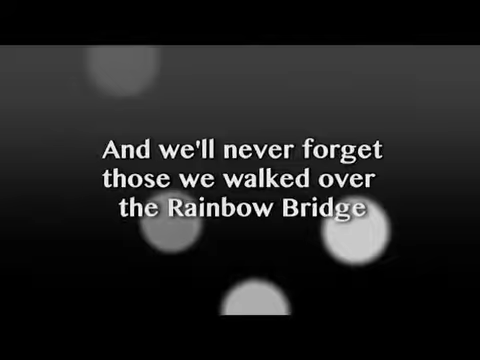 And we'll never forget
those we walked over
the Rainbow Bridge